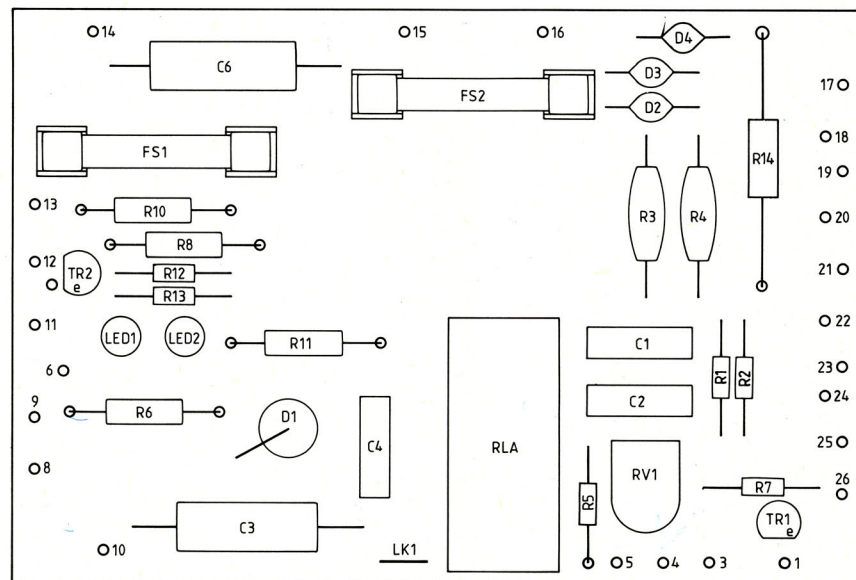 14
15
16
D4
C6
D3
FS2
D2
17
18
FS1
R14
19
13
R10
R3
R4
20
R8
12
TR2
e
R12
21
R13
11
LED1
LED2
22
R11
C1
6
23
R1
R2
9
C2
24
R6
D1
25
C4
RLA
8
RV1
26
R7
R5
C3
TR1
e
10
LK1
5
4
3
1